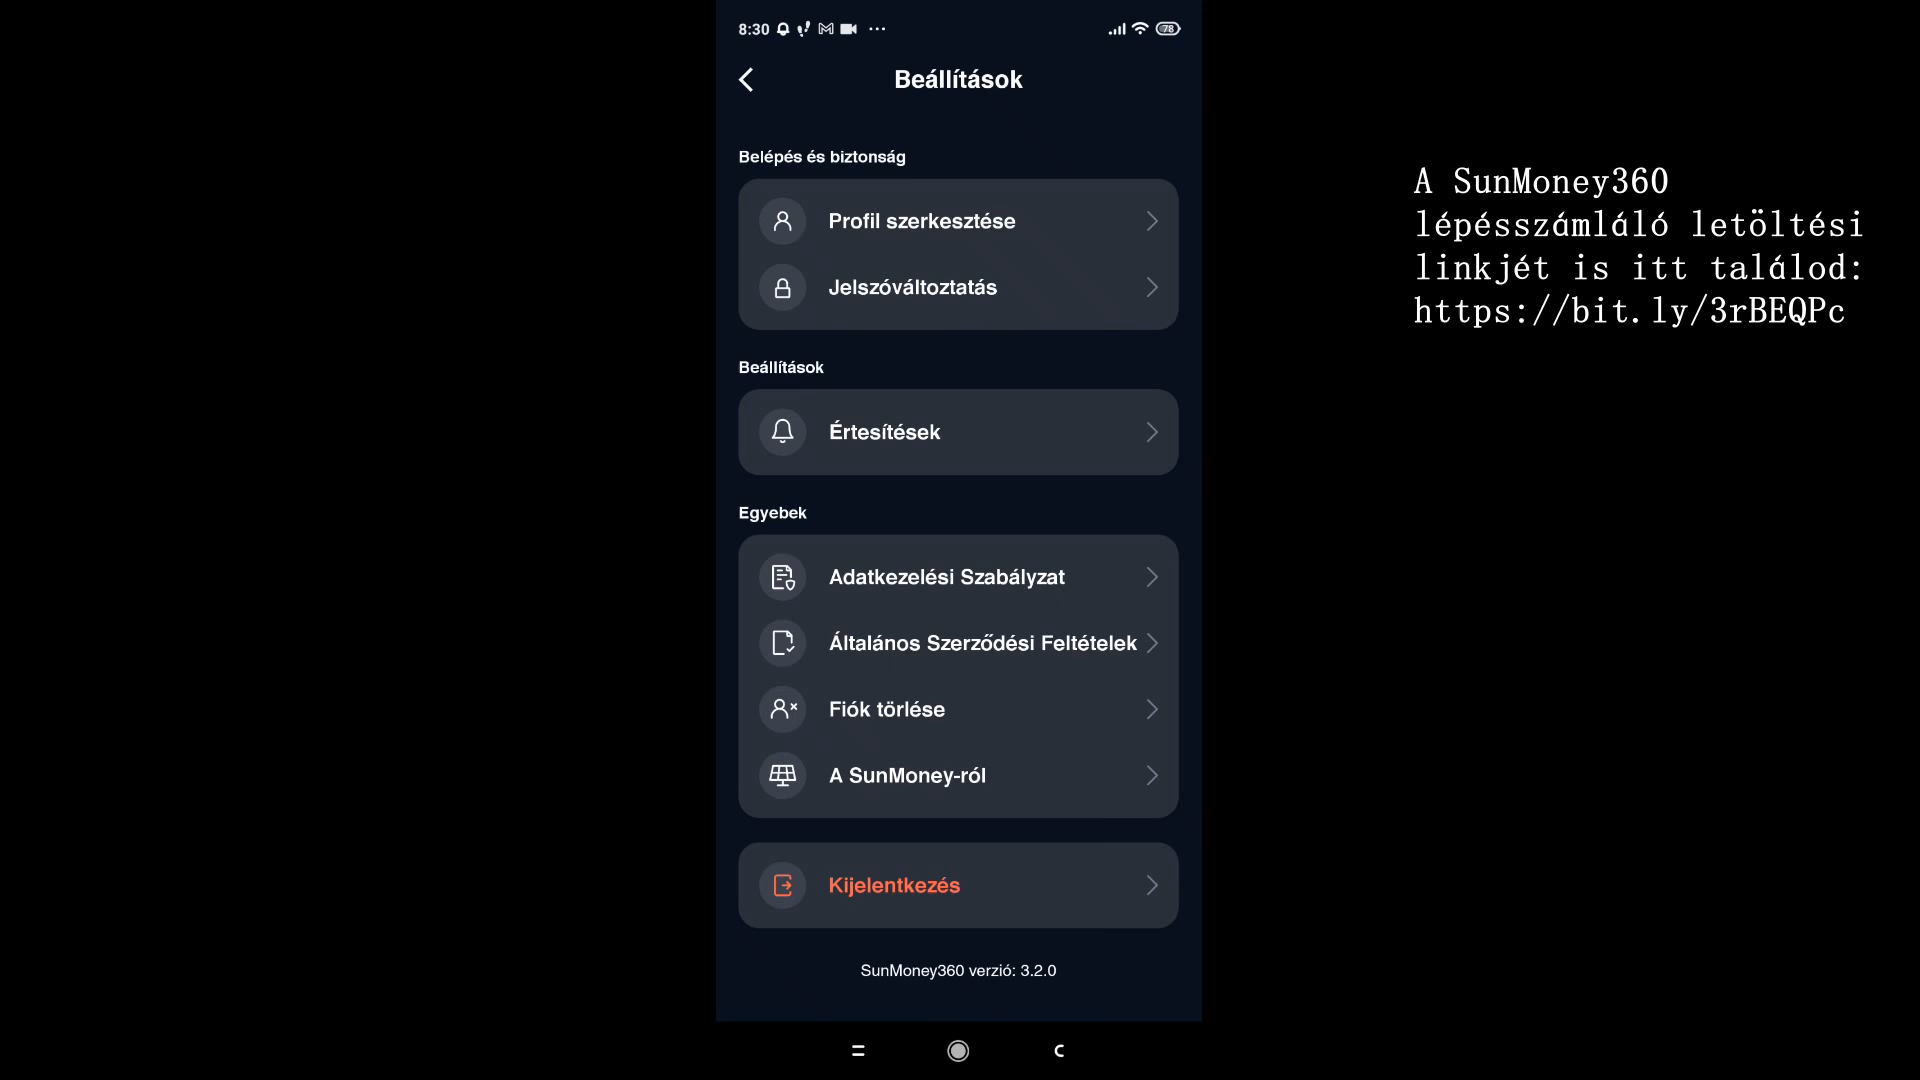 8:30
78
Beállítások
Belépés és biztonság
Profil szerkesztése
Jelszóváltoztatás
Beállítások
Értesítések
Egyebek
Adatkezelési Szabályzat
Általános Szerződési Feltételek
Fiók törlése
A SunMoney-ról
Kijelentkezés
SunMoney360 verzió: 3.2.0
A SunMoney360
lépésszámláló letöltési
linkjét is itt találod:
https://bit.ly/3rBEQPc